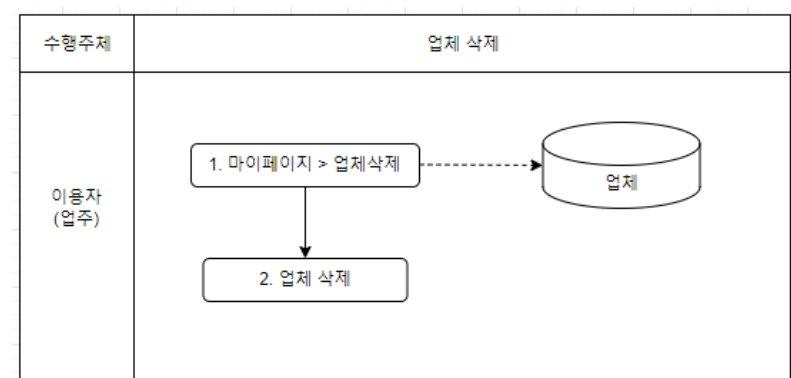 수행주체
업체 삭제
1. 마이페이지 > 업체삭제
업체
이용자
(업주)
2. 업체 삭제